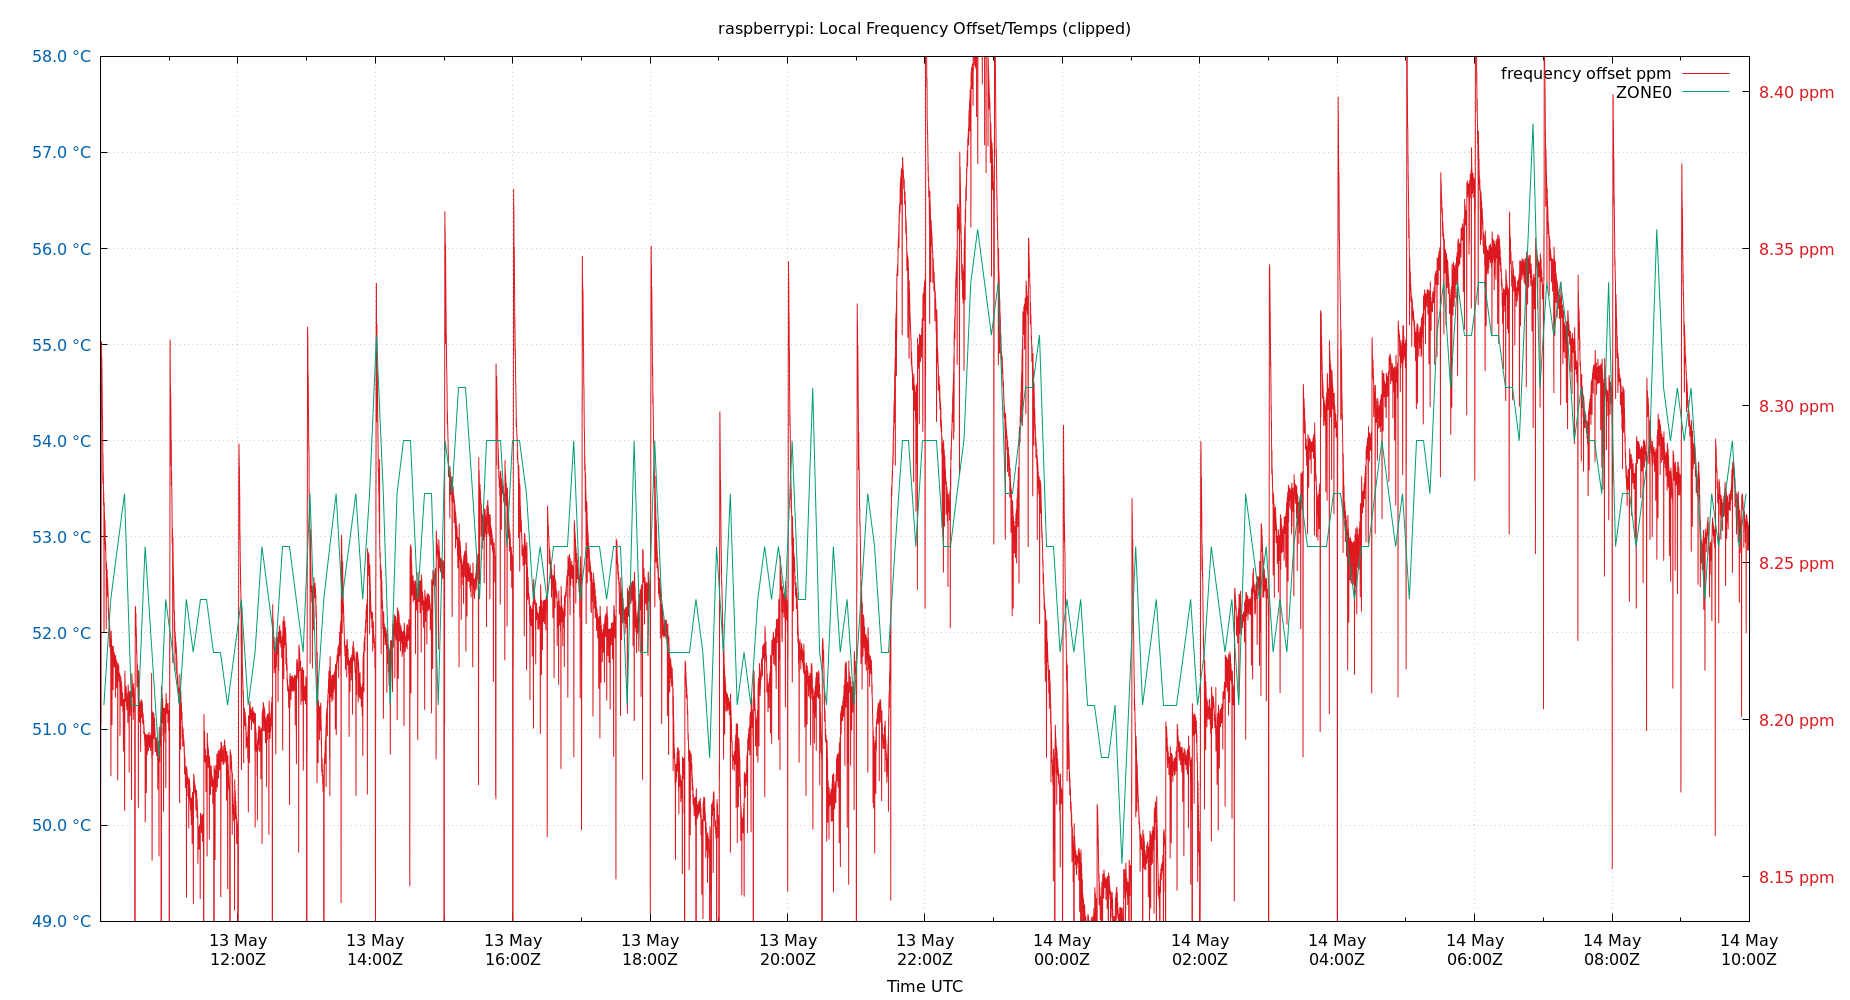 raspberrypi: Local Frequency Offset/Temps (clipped)
58.0 °C
57.0 °C
56.0 °C
55.0 °C
54.0 °C
53.0 °C
52.0 °C
51.0 °C
50.0 °C
49.0 °C
frequency offset ppm
ZONE0
8.40 ppm
8.35 ppm
8.30 ppm
8.25 ppm
8.20 ppm
8.15 ppm
13 May 13 May 13 May 13 May 13 May 13 May 14 May 14 May 14 May 14 May 14 May 14 May
12:00Z 14:00Z 16:00Z 18:00Z 20:00Z 22:00Z 00:00Z 02:00Z 04:00Z 06:00Z 08:00Z 10:00Z
Time UTC